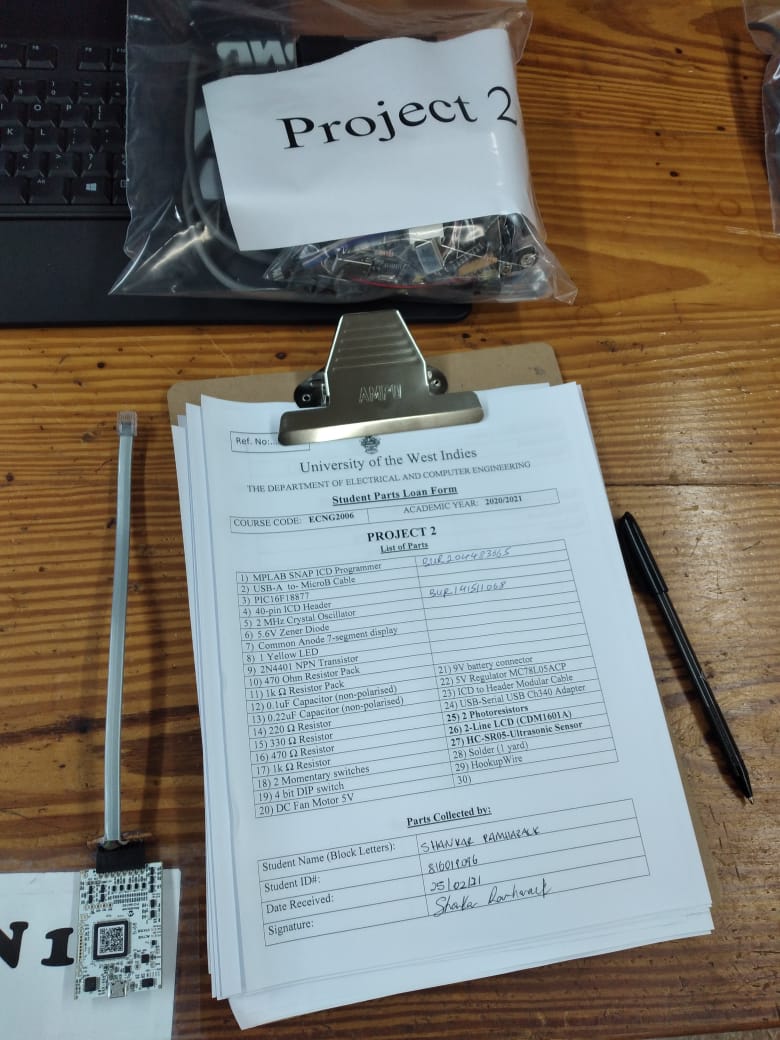 Project 2
AMPU
Ref. No:...
University of the West Indies
THE DEPARTMENT OF ELECTRICAL AND COMPUTER ENGINEERING
Student Parts Loan Form
COURSE CODE: ECNG2006 ACADEMIC YEAR: 2020/2021
PROJECT 2
List of Parts
1) MPLAB SNAP ICD Programmer BUR204483065
2) USB-A to- MicroB Cable
3) PIC16F18877 BUR191511068
4) 40-pin ICD Header
5) 2 MHz Crystal Oscillator
6) 5.6V Zener Diode
7) Common Anode 7-segment display
8) 1 Yellow LED
9) 2N4401 NPN Transistor
10) 470 Ohm Resistor Pack
11) 1k Ω Resistor Pack
12) 0.1uF Capacitor (non-polarised)
13) 0.22uF Capacitor (non-polarised)
14) 220 Ω Resistor
15) 330 Ω Resistor
16) 470 Ω Resistor
17) 1k Ω Resistor
18) 2 Momentary switches
19) 4 bit DIP switch
20) DC Fan Motor 5V
21) 9V battery connector
22) 5V Regulator MC78L05ACP
23) ICD to Header Modular Cable
24) USB-Serial USB Ch340 Adapter
25) 2 Photoresistors
26) 2-Line LCD (CDM1601A)
27) HC-SR05-Ultrasonic Sensor
28) Solder (1 yard)
29) HookupWire
30)
Parts Collected by:
Student Name (Block Letters): SHANKAR RAMHARACK
Student ID#: 816019096
Date Received: 25/02/21
Signature: Shankar Ramharack